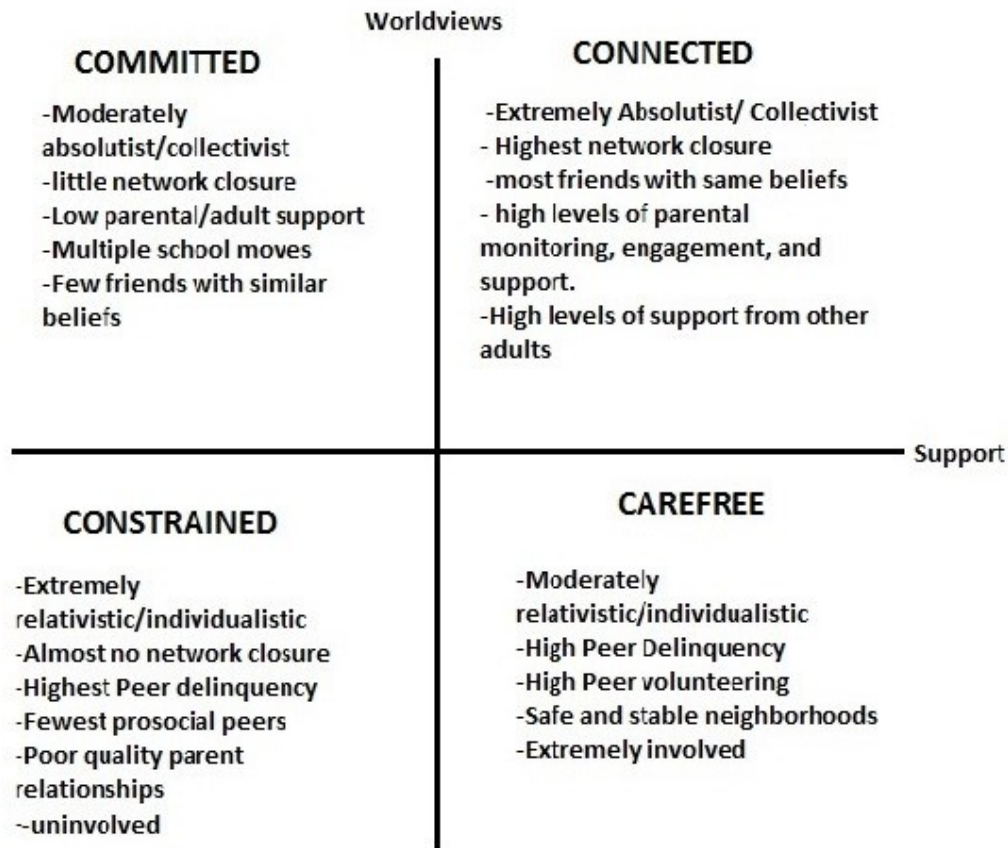 Worldviews
COMMITTED
-Moderately
absolutist/collectivist
-little network closure
-Low parental/adult support
-Multiple school moves
-Few friends with similar
beliefs
CONNECTED
-Extremely Absolutist/ Collectivist
- Highest network closure
-most friends with same beliefs
- high levels of parental
monitoring, engagement, and
support.
-High levels of support from other
adults
Support
CONSTRAINED
-Extremely
relativistic/individualistic
-Almost no network closure
-Highest Peer delinquency
-Fewest prosocial peers
-Poor quality parent
relationships
--uninvolved
CAREFREE
-Moderately
relativistic/individualistic
-High Peer Delinquency
-High Peer volunteering
-Safe and stable neighborhoods
-Extremely involved